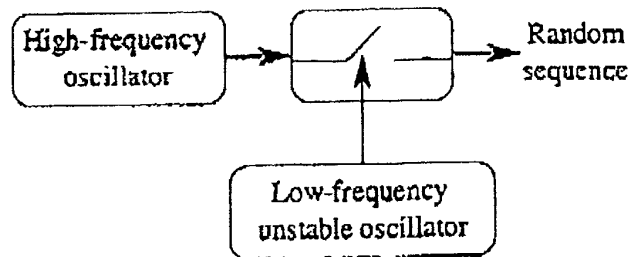 High-frequency
oscillator
Random
sequence
Low-frequency
unstable oscillator